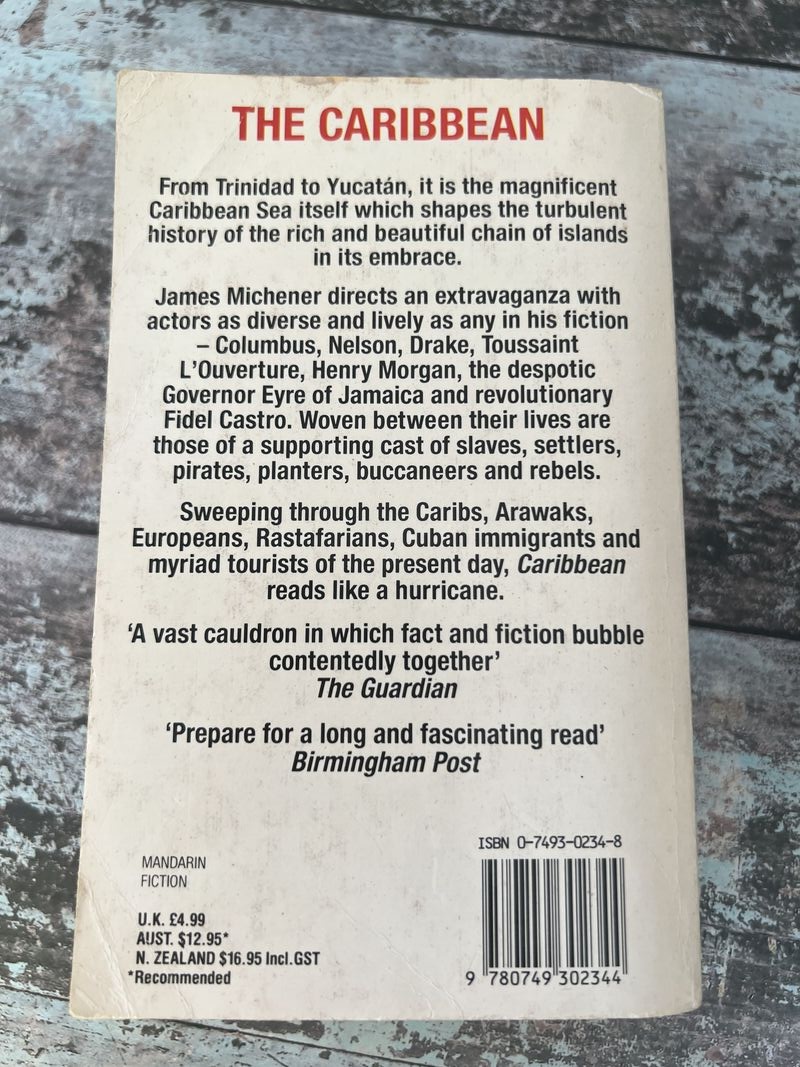 THE CARIBBEAN
From Trinidad to Yucatán, it is the magnificent
Caribbean Sea itself which shapes the turbulent
history of the rich and beautiful chain of islands
in its embrace.
James Michener directs an extravaganza with
actors as diverse and lively as any in his fiction
– Columbus, Nelson, Drake, Toussaint
L'Ouverture, Henry Morgan, the despotic
Governor Eyre of Jamaica and revolutionary
Fidel Castro. Woven between their lives are
those of a supporting cast of slaves, settlers,
pirates, planters, buccaneers and rebels.
Sweeping through the Caribs, Arawaks,
Europeans, Rastafarians, Cuban immigrants and
myriad tourists of the present day, Caribbean
reads like a hurricane.
‘A vast cauldron in which fact and fiction bubble
contentedly together’
The Guardian
‘Prepare for a long and fascinating read’
Birmingham Post
ISBN 0-7493-0234-8
MANDARIN
FICTION
U.K. £4.99
AUST. $12.95*
N. ZEALAND $16.95 Incl.GST
*Recommended
9 780749 302344